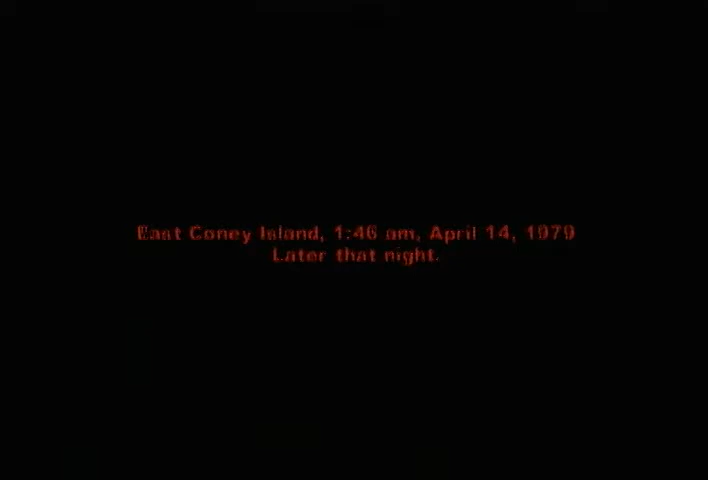 East Coney Island, 1:46 am, April 14, 1979
Later that night.